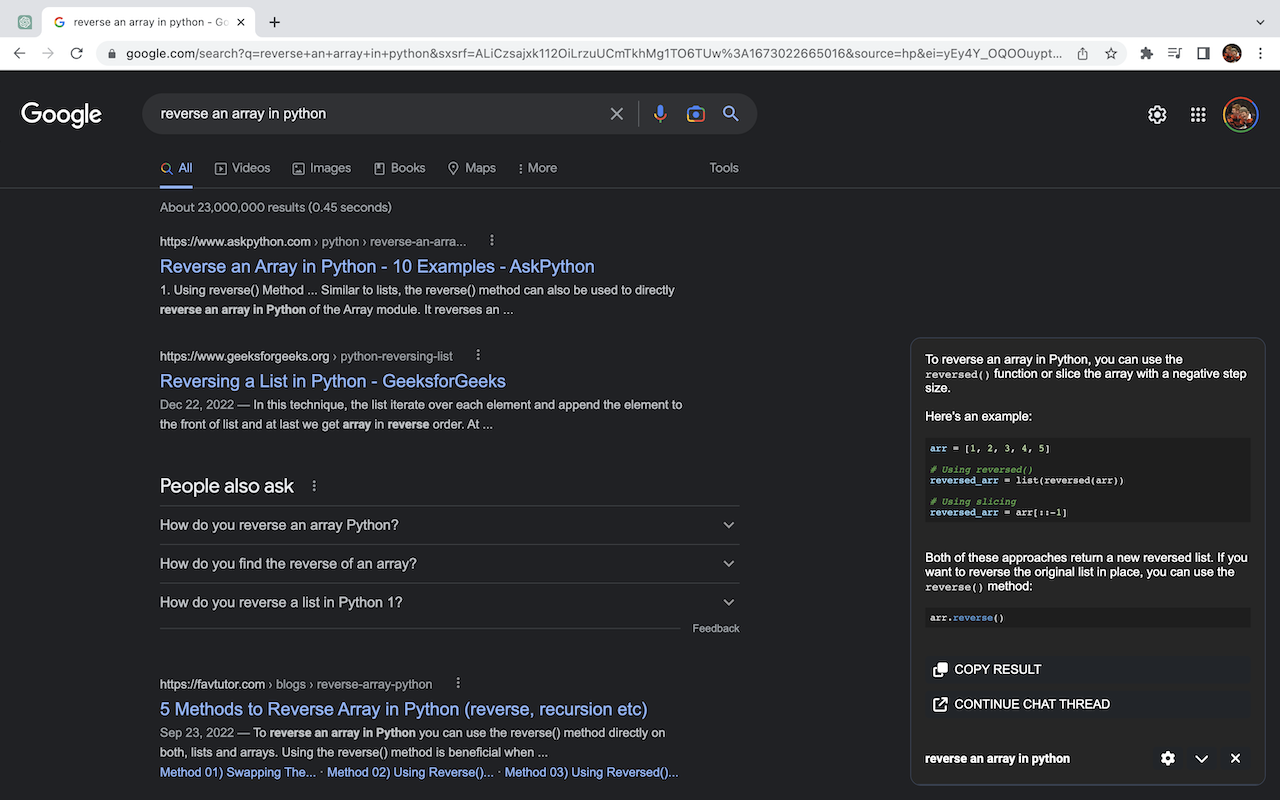 reverse an array in python - Go
google.com/search?q=reverse+an+array+in+python&sxsrf=ALiCzsajxk112OiLrzuUCmTkhMg1TO6TUw%3A1673022665016&source=hp&ei=yEy4Y_OQOOuypt...
Google
reverse an array in python
All
Videos
Images
Books
Maps
More
Tools
About 23,000,000 results (0.45 seconds)
https://www.askpython.com › python › reverse-an-arra...
Reverse an Array in Python - 10 Examples - AskPython
1. Using reverse() Method ... Similar to lists, the reverse() method can also be used to directly
reverse an array in Python of the Array module. It reverses an ...
https://www.geeksforgeeks.org › python-reversing-list
Reversing a List in Python - GeeksforGeeks
Dec 22, 2022 — In this technique, the list iterate over each element and append the element to
the front of list and at last we get array in reverse order. At ...
People also ask
How do you reverse an array Python?
How do you find the reverse of an array?
How do you reverse a list in Python 1?
Feedback
https://favtutor.com › blogs › reverse-array-python
5 Methods to Reverse Array in Python (reverse, recursion etc)
Sep 23, 2022 — To reverse an array in Python you can use the reverse() method directly on
both, lists and arrays. Using the reverse() method is beneficial when ...
Method 01) Swapping The... · Method 02) Using Reverse()... · Method 03) Using Reversed()...
To reverse an array in Python, you can use the
reversed() function or slice the array with a negative step
size.
Here's an example:
arr = [1, 2, 3, 4, 5]
# Using reversed()
reversed_arr = list(reversed(arr))
# Using slicing
reversed_arr = arr[::-1]
Both of these approaches return a new reversed list. If you
want to reverse the original list in place, you can use the
reverse() method:
arr.reverse()
COPY RESULT
CONTINUE CHAT THREAD
reverse an array in python